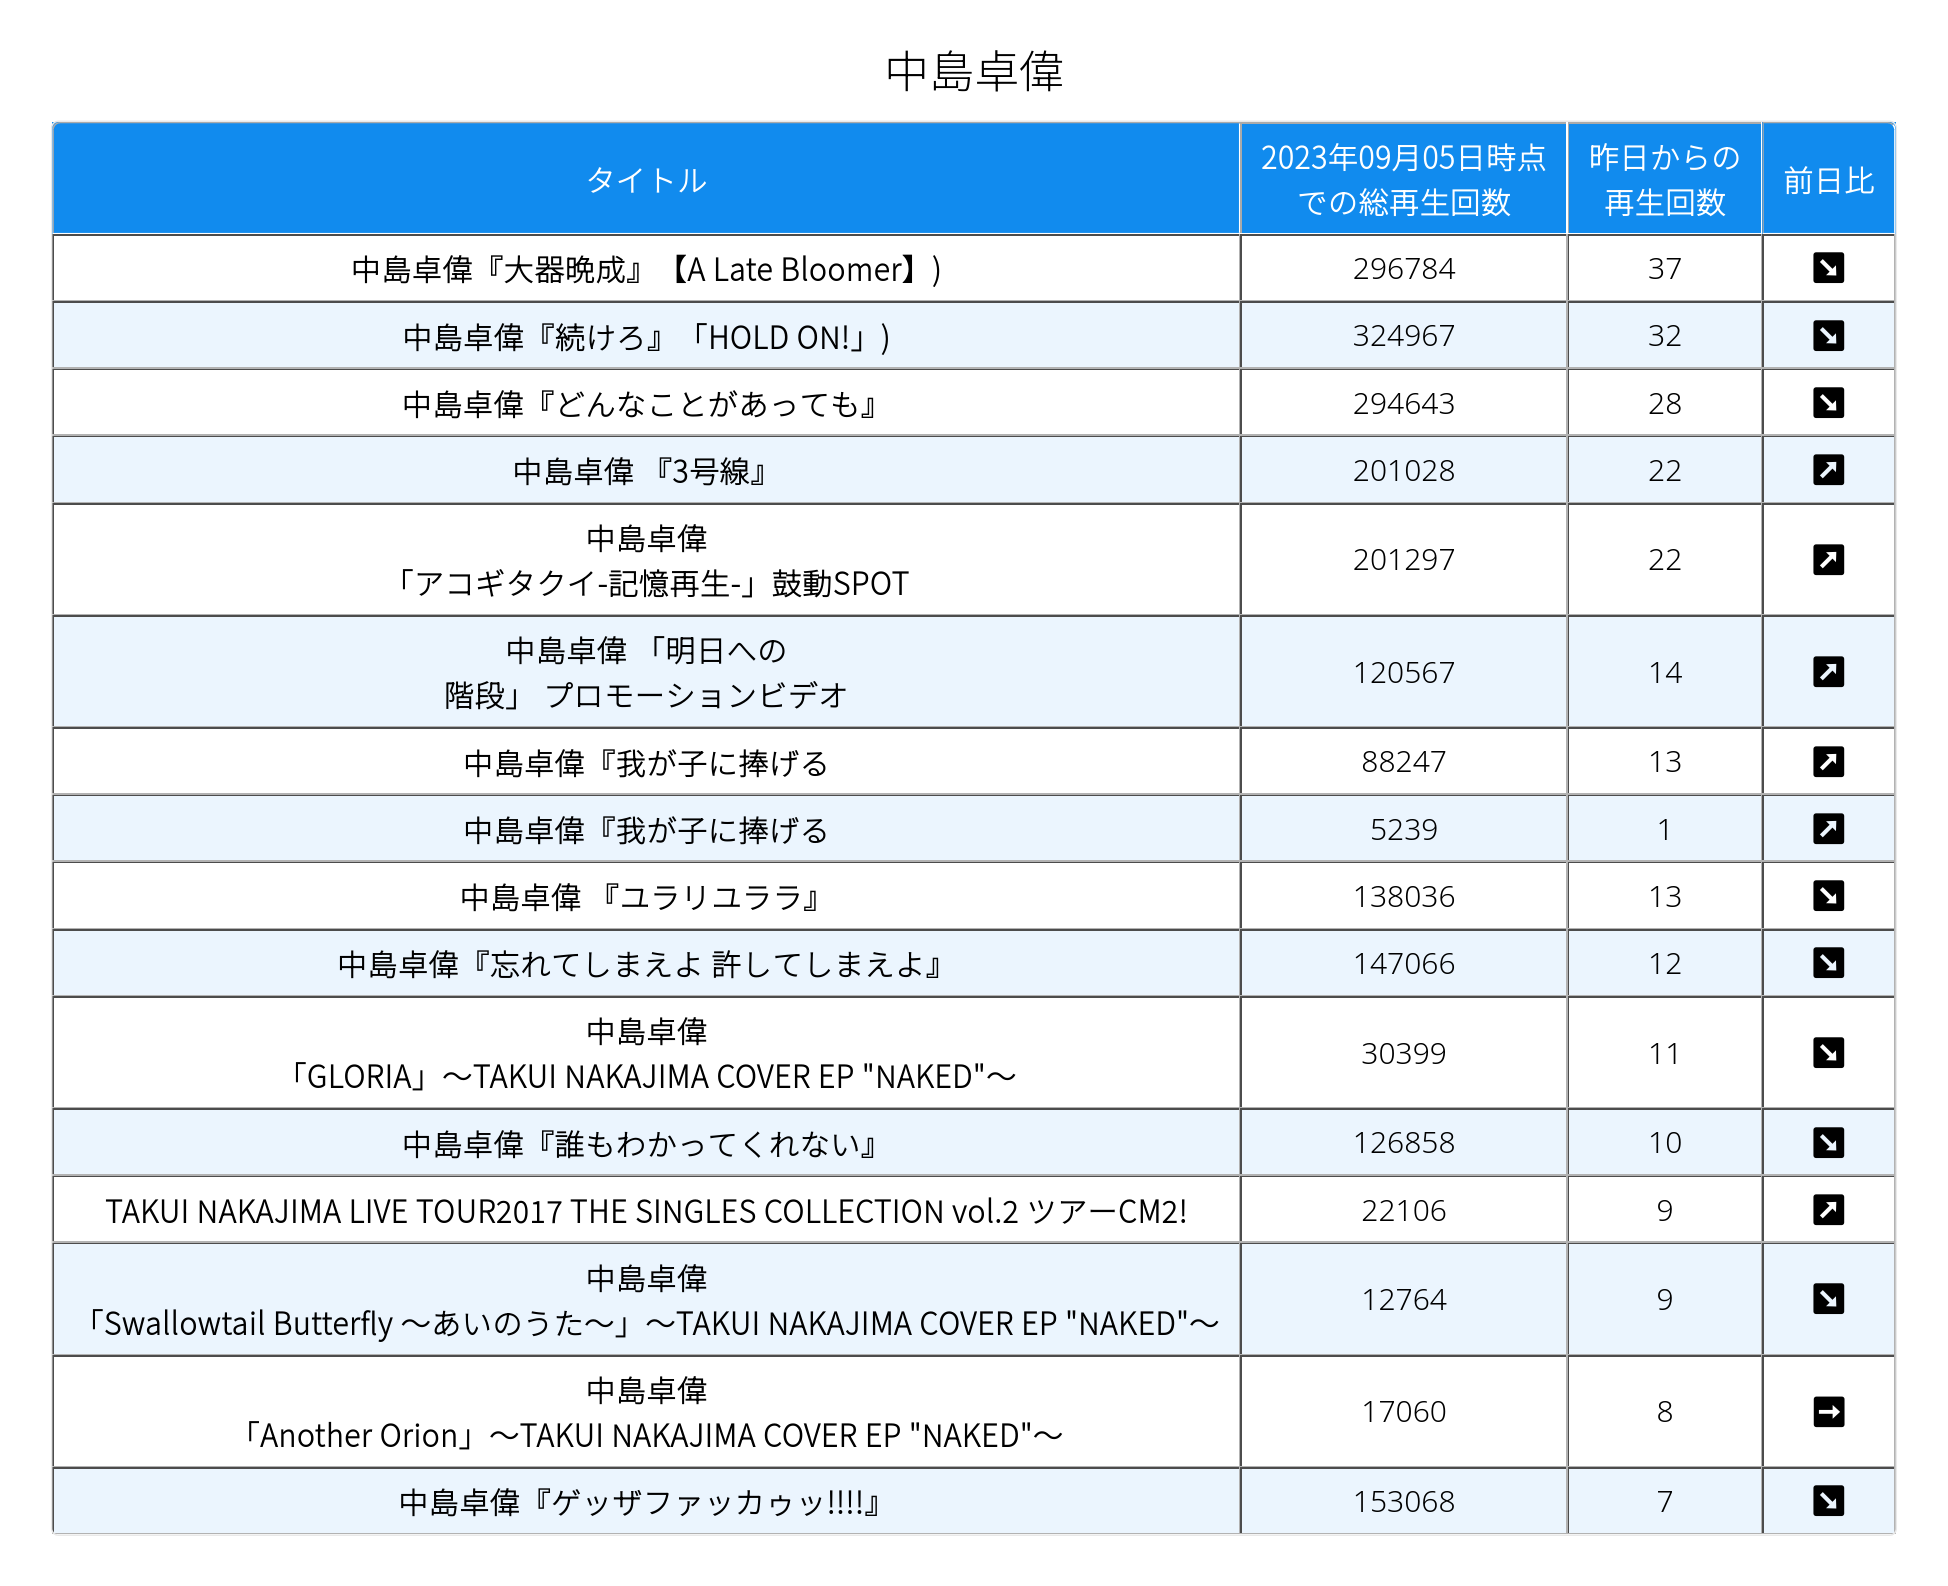 中島卓偉
タイトル
2023年09月05日時点
での総再生回数
昨日からの
再生回数
前日比
中島卓偉『大器晩成』【A Late Bloomer】) 296784 37 ↘
中島卓偉『続けろ』「HOLD ON!」) 324967 32 ↘
中島卓偉『どんなことがあっても』 294643 28 ↘
中島卓偉 『3号線』 201028 22 ↗
中島卓偉
「アコギタクイ-記憶再生-」鼓動SPOT 201297 22 ↗
中島卓偉 「明日への
階段」 プロモーションビデオ 120567 14 ↗
中島卓偉『我が子に捧げる 88247 13 ↗
中島卓偉『我が子に捧げる 5239 1 ↗
中島卓偉 『ユラリユララ』 138036 13 ↘
中島卓偉『忘れてしまえよ 許してしまえよ』 147066 12 ↘
中島卓偉
「GLORIA」～TAKUI NAKAJIMA COVER EP "NAKED"～ 30399 11 ↘
中島卓偉『誰もわかってくれない』 126858 10 ↘
TAKUI NAKAJIMA LIVE TOUR2017 THE SINGLES COLLECTION vol.2 ツアーCM2! 22106 9 ↗
中島卓偉
「Swallowtail Butterfly ～あいのうた～」～TAKUI NAKAJIMA COVER EP "NAKED"～ 12764 9 ↘
中島卓偉
「Another Orion」～TAKUI NAKAJIMA COVER EP "NAKED"～ 17060 8 →
中島卓偉『ゲッザファッカゥッ!!!!』 153068 7 ↘